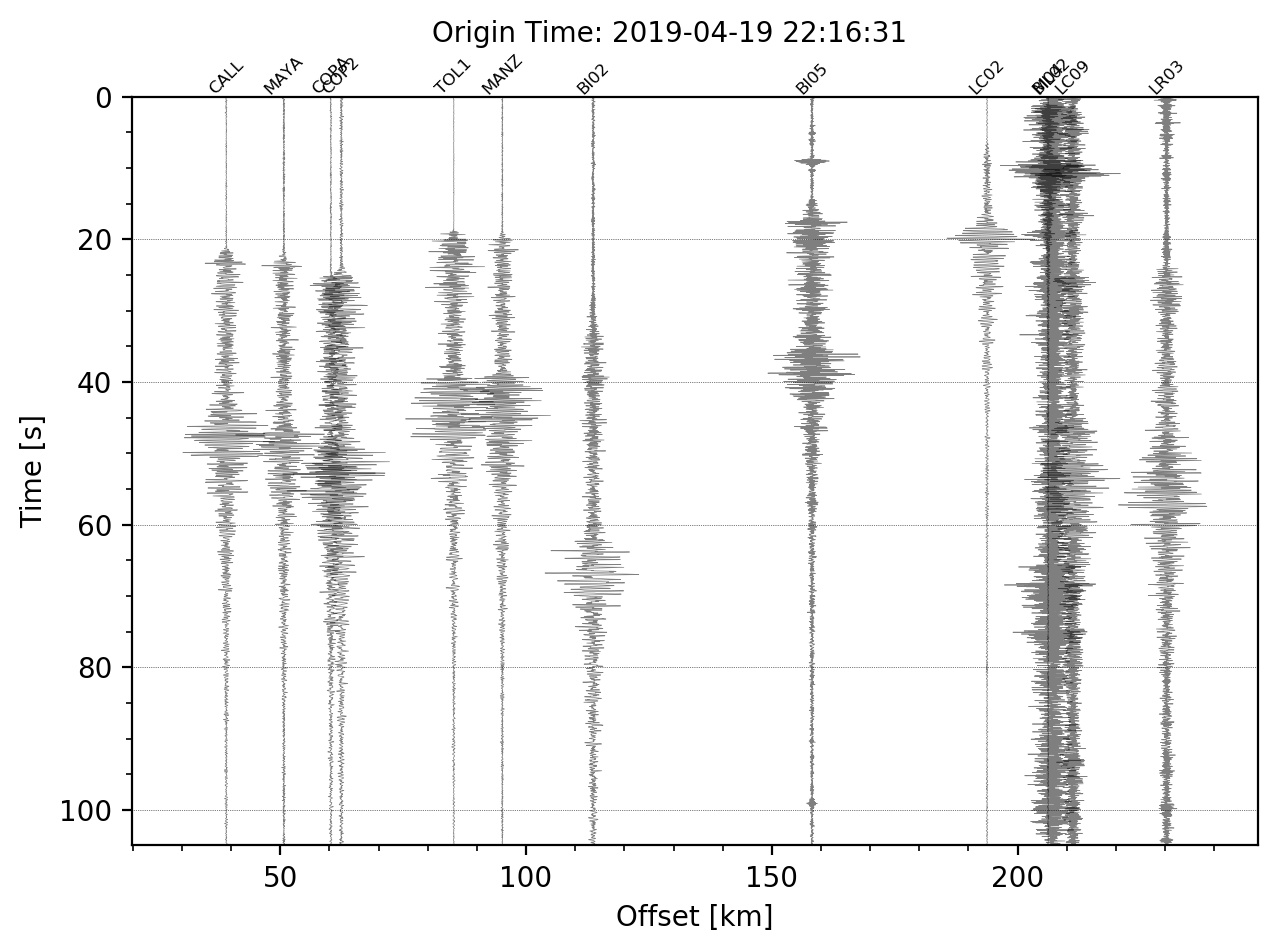 Origin Time: 2019-04-19 22:16:31
CALL
MAYA
COPA
COP2
TOL1
MANZ
BI02
BI05
LC02
LC09
LR03
0
20
40
60
80
100
Time [s]
50
100
150
200
Offset [km]